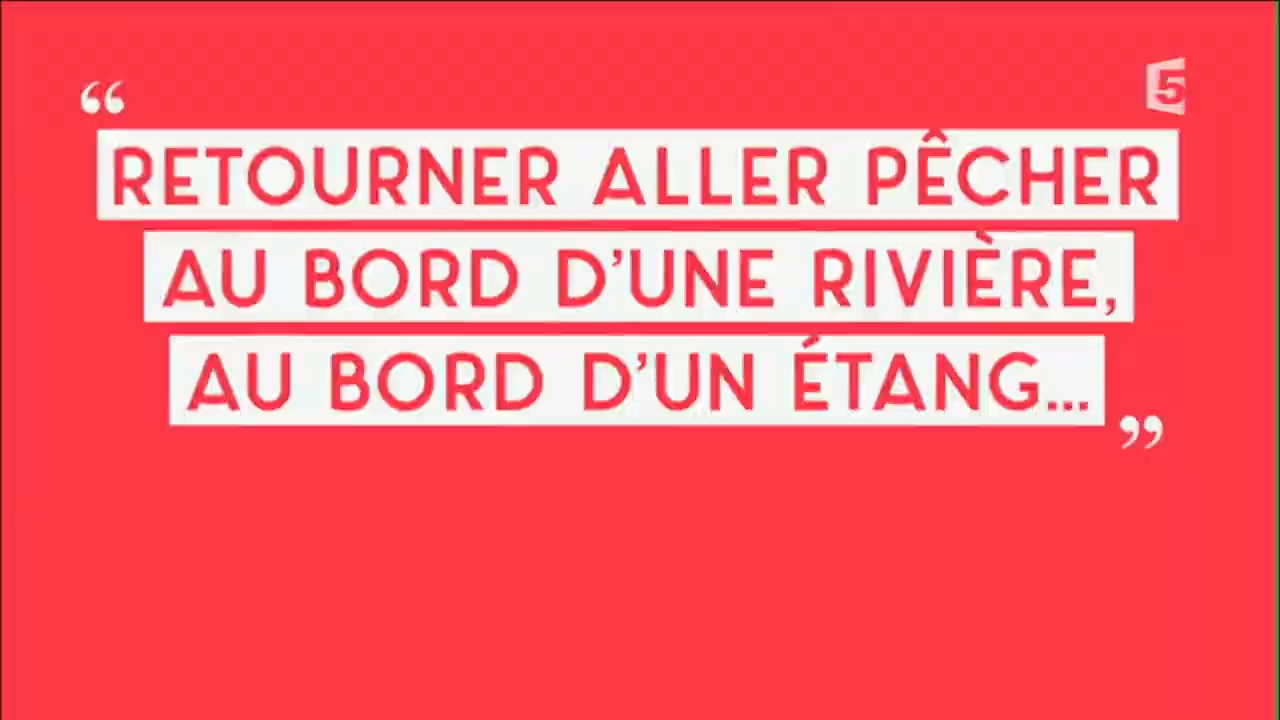 “
5
RETOURNER ALLER PÊCHER
AU BORD D’UNE RIVIÈRE,
AU BORD D’UN ÉTANG...
”